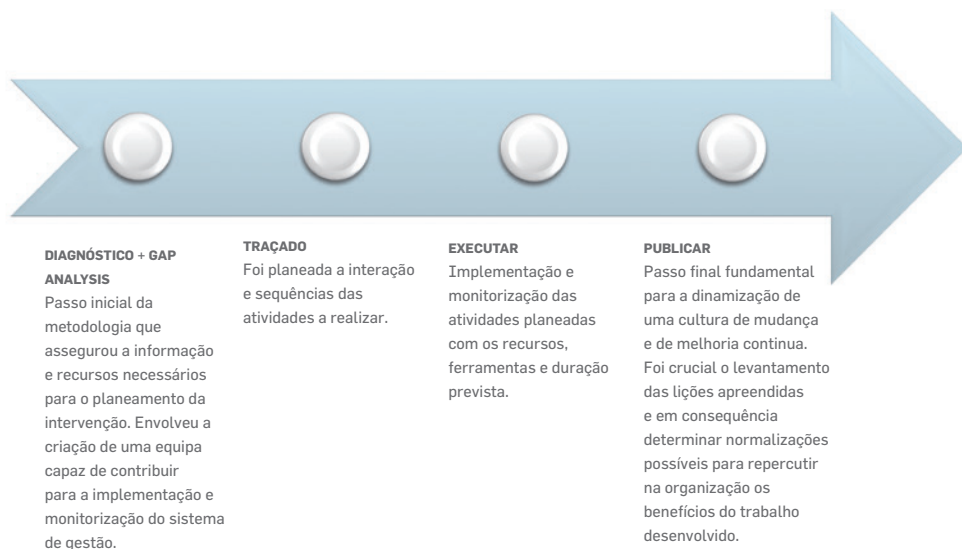 DIAGNÓSTICO + GAP
ANALYSIS
Passo inicial da
metodologia que
assegurou a informação
e recursos necessários
para o planeamento da
intervenção. Envolveu a
criação de uma equipa
capaz de contribuir
para a implementação e
monitorização do sistema
de gestão.
TRAÇADO
Foi planeada a interação
e sequências das
atividades a realizar.
EXECUTAR
Implementação e
monitorização das
atividades planeadas
com os recursos,
ferramentas e duração
prevista.
PUBLICAR
Passo final fundamental
para a dinamização de
uma cultura de mudança
e de melhoria continua.
Foi crucial o levantamento
das lições apreendidas
e em consequência
determinar normalizações
possíveis para repercutir
na organização os
benefícios do trabalho
desenvolvido.